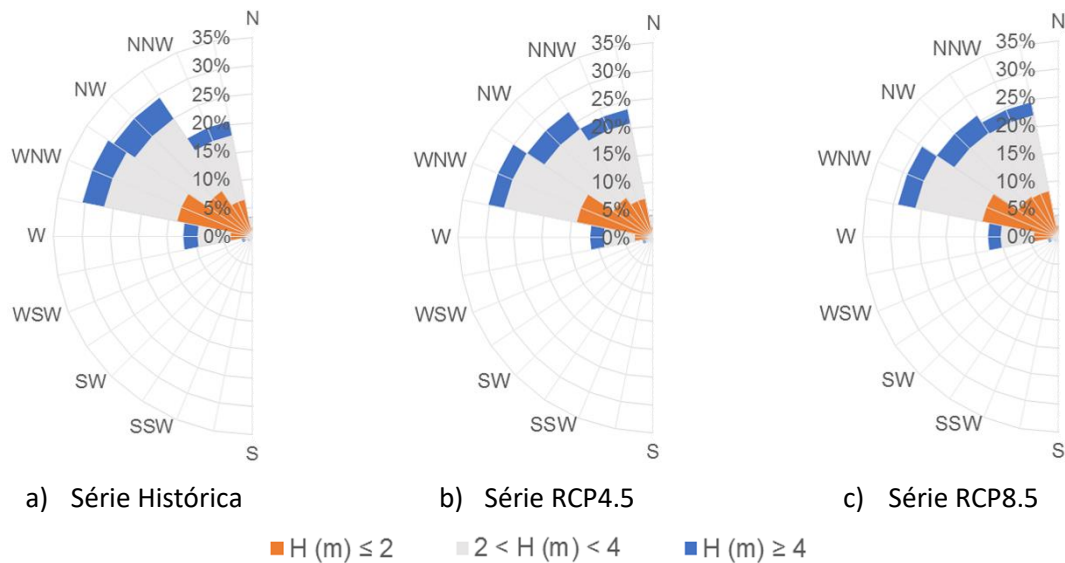 N
35%
30%
25%
20%
15%
10%
5%
0%
NNW
NW
WNW
W
WSW
SW
SSW
S
N
35%
30%
25%
20%
15%
10%
5%
0%
NNW
NW
WNW
W
WSW
SW
SSW
S
N
35%
30%
25%
20%
15%
10%
5%
0%
NNW
NW
WNW
W
WSW
SW
SSW
S
a) Série Histórica
b) Série RCP4.5
c) Série RCP8.5
H (m) ≤ 2 2 < H (m) < 4 H (m) ≥ 4